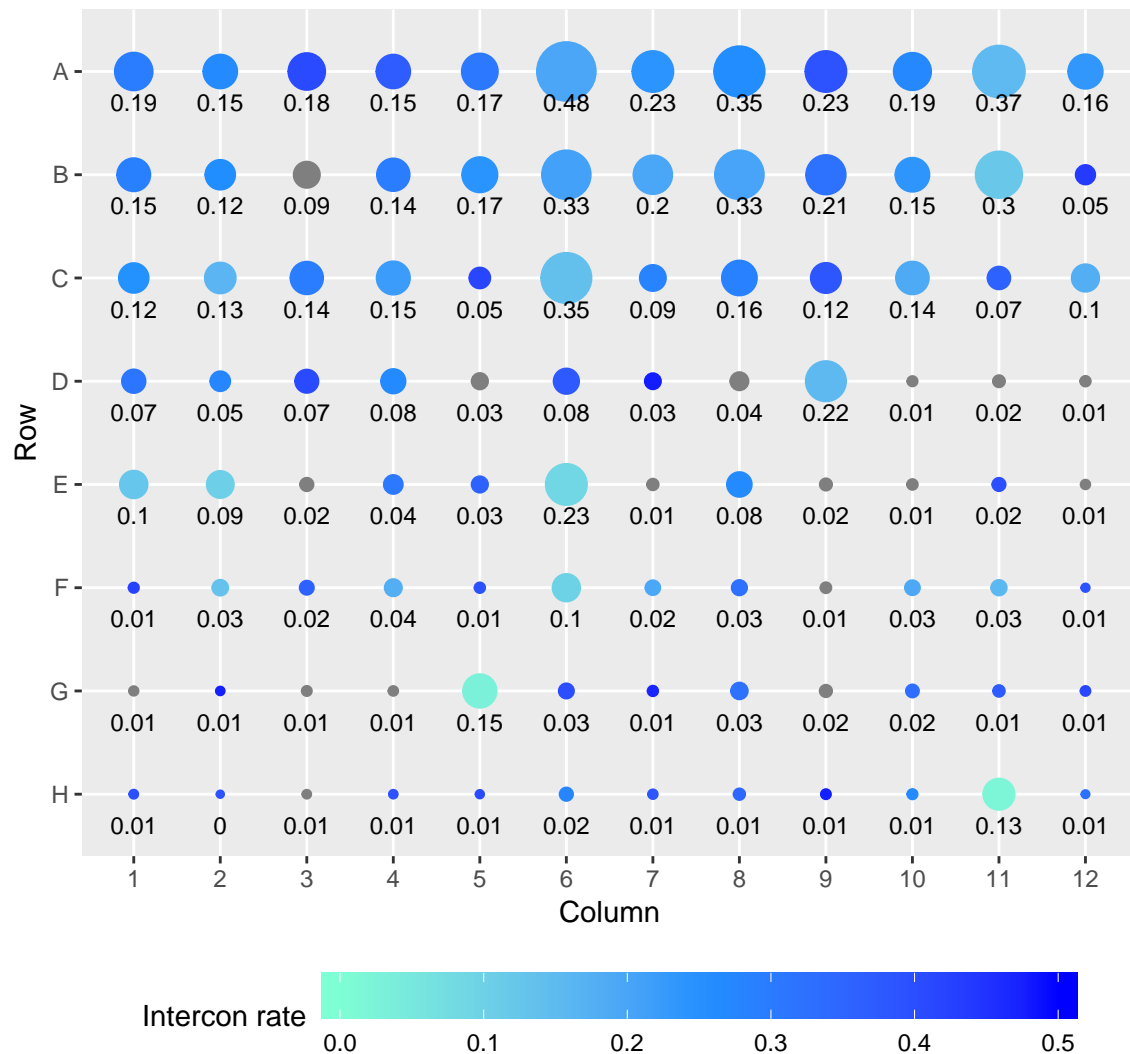 A
0.19 0.15 0.18 0.15 0.17 0.48 0.23 0.35 0.23 0.19 0.37 0.16
B
0.15 0.12 0.09 0.14 0.17 0.33 0.2 0.33 0.21 0.15 0.3 0.05
C
0.12 0.13 0.14 0.15 0.05 0.35 0.09 0.16 0.12 0.14 0.07 0.1
D
0.07 0.05 0.07 0.08 0.03 0.08 0.03 0.04 0.22 0.01 0.02 0.01
Row
E
0.1 0.09 0.02 0.04 0.03 0.23 0.01 0.08 0.02 0.01 0.02 0.01
F
0.01 0.03 0.02 0.04 0.01 0.1 0.02 0.03 0.01 0.03 0.03 0.01
G
0.01 0.01 0.01 0.01 0.15 0.03 0.01 0.03 0.02 0.02 0.01 0.01
H
0.01 0 0.01 0.01 0.01 0.02 0.01 0.01 0.01 0.01 0.13 0.01
1 2 3 4 5 6 7 8 9 10 11 12
Column
Intercon rate
0.0 0.1 0.2 0.3 0.4 0.5